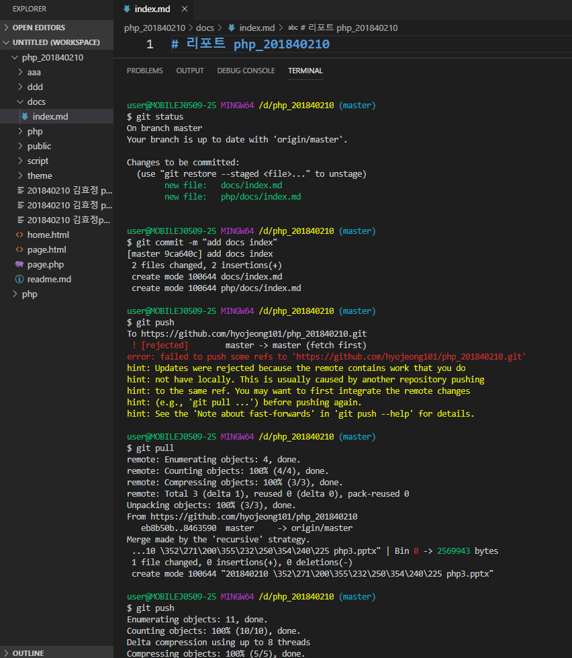 EXPLORER
OPEN EDITORS
UNTITLED (WORKSPACE)
php_201840210
aaa
ddd
docs
index.md
php
public
script
theme
201840210 김효정 p...
201840210 김효정 p...
201840210 김효정p...
home.html
page.html
page.php
readme.md
php
OUTLINE
index.md ×
php_201840210 > docs > index.md > abc # 리포트 php_201840210
1 # 리포트 php_201840210
PROBLEMS OUTPUT DEBUG CONSOLE TERMINAL
user@MOBILEJ0509-25 MINGW64 /d/php_201840210 (master)
$ git status
On branch master
Your branch is up to date with 'origin/master'.
Changes to be committed:
(use "git restore --staged <file>..." to unstage)
new file: docs/index.md
new file: php/docs/index.md
user@MOBILEJ0509-25 MINGW64 /d/php_201840210 (master)
$ git commit -m "add docs index"
[master 9ca640c] add docs index
2 files changed, 2 insertions(+)
create mode 100644 docs/index.md
create mode 100644 php/docs/index.md
user@MOBILEJ0509-25 MINGW64 /d/php_201840210 (master)
$ git push
To https://github.com/hyojeong101/php_201840210.git
! [rejected] master -> master (fetch first)
error: failed to push some refs to 'https://github.com/hyojeong101/php_201840210.git'
hint: Updates were rejected because the remote contains work that you do
hint: not have locally. This is usually caused by another repository pushing
hint: to the same ref. You may want to first integrate the remote changes
hint: (e.g., 'git pull ...') before pushing again.
hint: See the 'Note about fast-forwards' in 'git push --help' for details.
user@MOBILEJ0509-25 MINGW64 /d/php_201840210 (master)
$ git pull
remote: Enumerating objects: 4, done.
remote: Counting objects: 100% (4/4), done.
remote: Compressing objects: 100% (3/3), done.
remote: Total 3 (delta 1), reused 0 (delta 0), pack-reused 0
Unpacking objects: 100% (3/3), done.
From https://github.com/hyojeong101/php_201840210
eb8b50b..8463590 master -> origin/master
Merge made by the 'recursive' strategy.
...10 \352\271\200\355\232\250\354\240\225 php3.pptx" | Bin 0 -> 2569943 bytes
1 file changed, 0 insertions(+), 0 deletions(-)
create mode 100644 "201840210 \352\271\200\355\232\250\354\240\225 php3.pptx"
user@MOBILEJ0509-25 MINGW64 /d/php_201840210 (master)
$ git push
Enumerating objects: 11, done.
Counting objects: 100% (10/10), done.
Delta compression using up to 8 threads
Compressing objects: 100% (5/5), done.